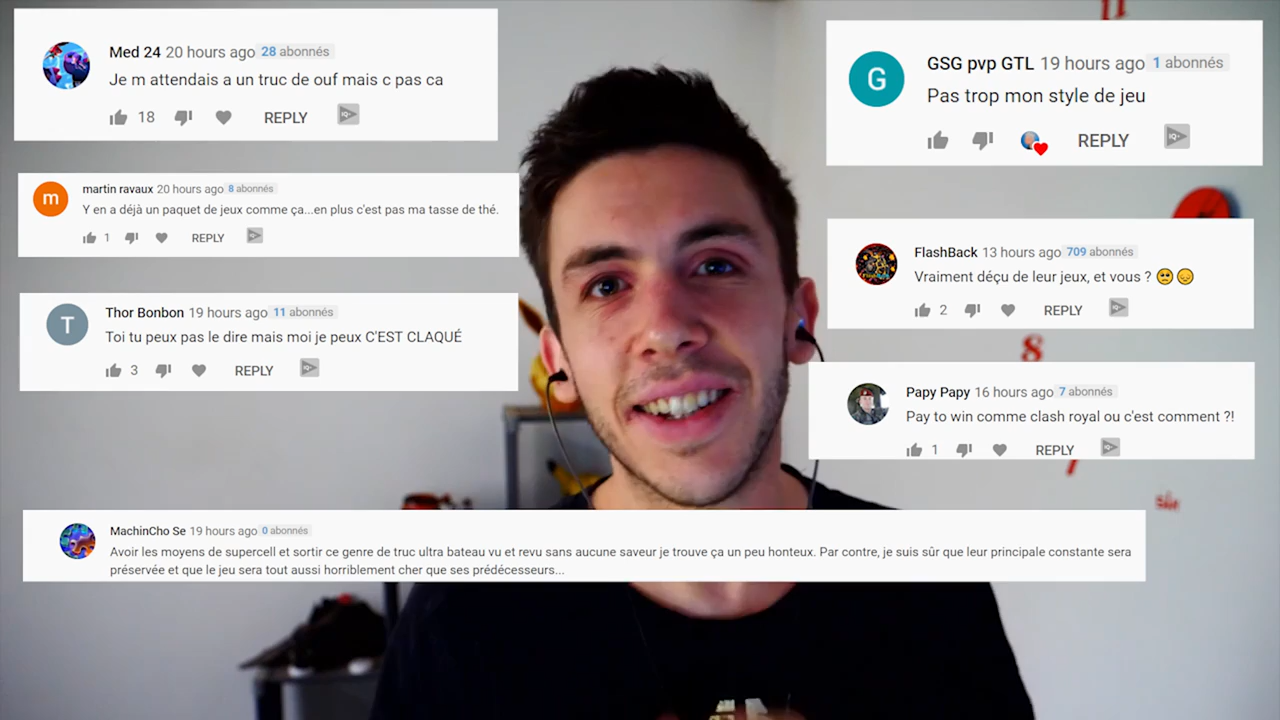 Med 24 20 hours ago 28 abonnés
Je m attendais a un truc de ouf mais c pas ca
18 REPLY
martin ravaux 20 hours ago 8 abonnés
Y en a déjà un paquet de jeux comme ça...en plus c'est pas ma tasse de thé.
1 REPLY
T
Thor Bonbon 19 hours ago 11 abonnés
Toi tu peux pas le dire mais moi je peux C'EST CLAQUÉ
3 REPLY
G
GSG pvp GTL 19 hours ago 1 abonnés
Pas trop mon style de jeu
REPLY
FlashBack 13 hours ago 709 abonnés
Vraiment déçu de leur jeux, et vous ? 🥺😞
2 REPLY
8
Papy Papy 16 hours ago 7 abonnés
Pay to win comme clash royal ou c'est comment ?!
1 REPLY
MachinCho Se 19 hours ago 0 abonnés
Avoir les moyens de supercell et sortir ce genre de truc ultra bateau vu et revu sans aucune saveur je trouve ça un peu honteux. Par contre, je suis sûr que leur principale constante sera
préservée et que le jeu sera tout aussi horriblement cher que ses prédécesseurs...